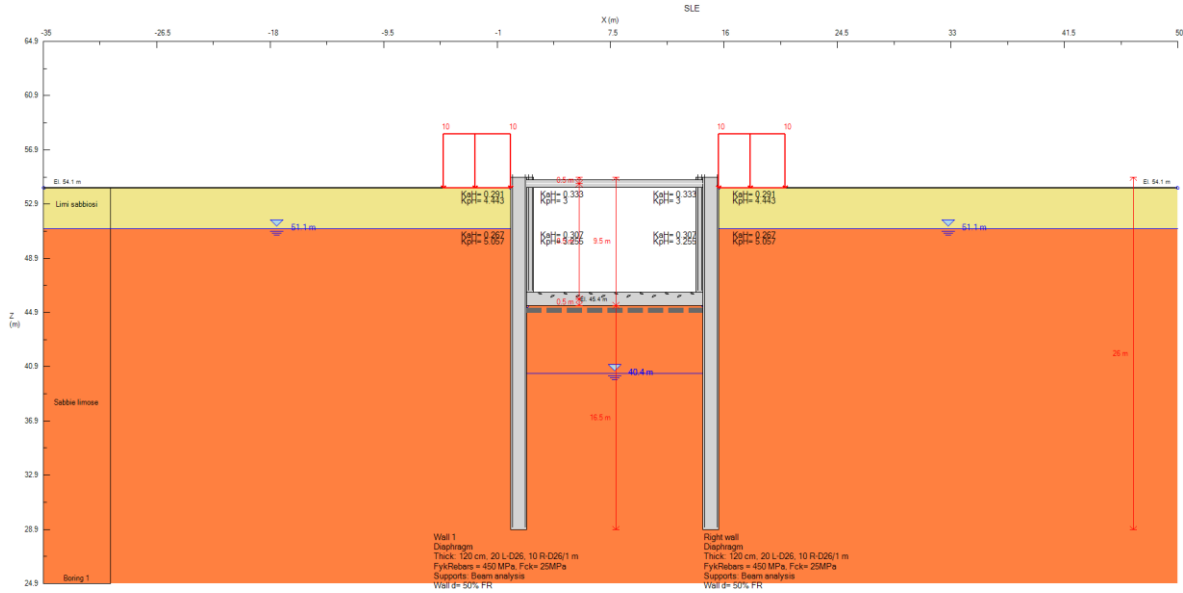 SLE
X (m)
-35 -26.5 -18 -9.5 -1 7.5 16 24.5 33 41.5 50
64.9
60.9
56.9
52.9
48.9
44.9
40.9
36.9
32.9
28.9
24.9
Z
(m)
10 10 10 10
El. 54.1 m El. 54.1 m
0.5 m
KaH= 0.291 KaH= 0.333 KaH= 0.333 KaH= 0.291
KpH= 4.443 KpH= 3 KpH= 3 KpH= 4.443
Limi sabbiosi
51.1 m 51.1 m
KaH= 0.267 KaH= 0.307 KaH= 0.307 KaH= 0.267
KpH= 5.057 KpH= 3.255 9.5 m KpH= 3.255 KpH= 5.057
0.5 m
26 m
40.4 m
Sabbie limose
16.5 m
Boring 1
Wall 1
Diaphragm
Thick: 120 cm, 20 L-D26, 10 R-D26/1 m
FykRebars = 450 MPa, Fck= 25MPa
Supports: Beam analysis
Wall d= 50% FR
Right wall
Diaphragm
Thick: 120 cm, 20 L-D26, 10 R-D26/1 m
FykRebars = 450 MPa, Fck= 25MPa
Supports: Beam analysis
Wall d= 50% FR